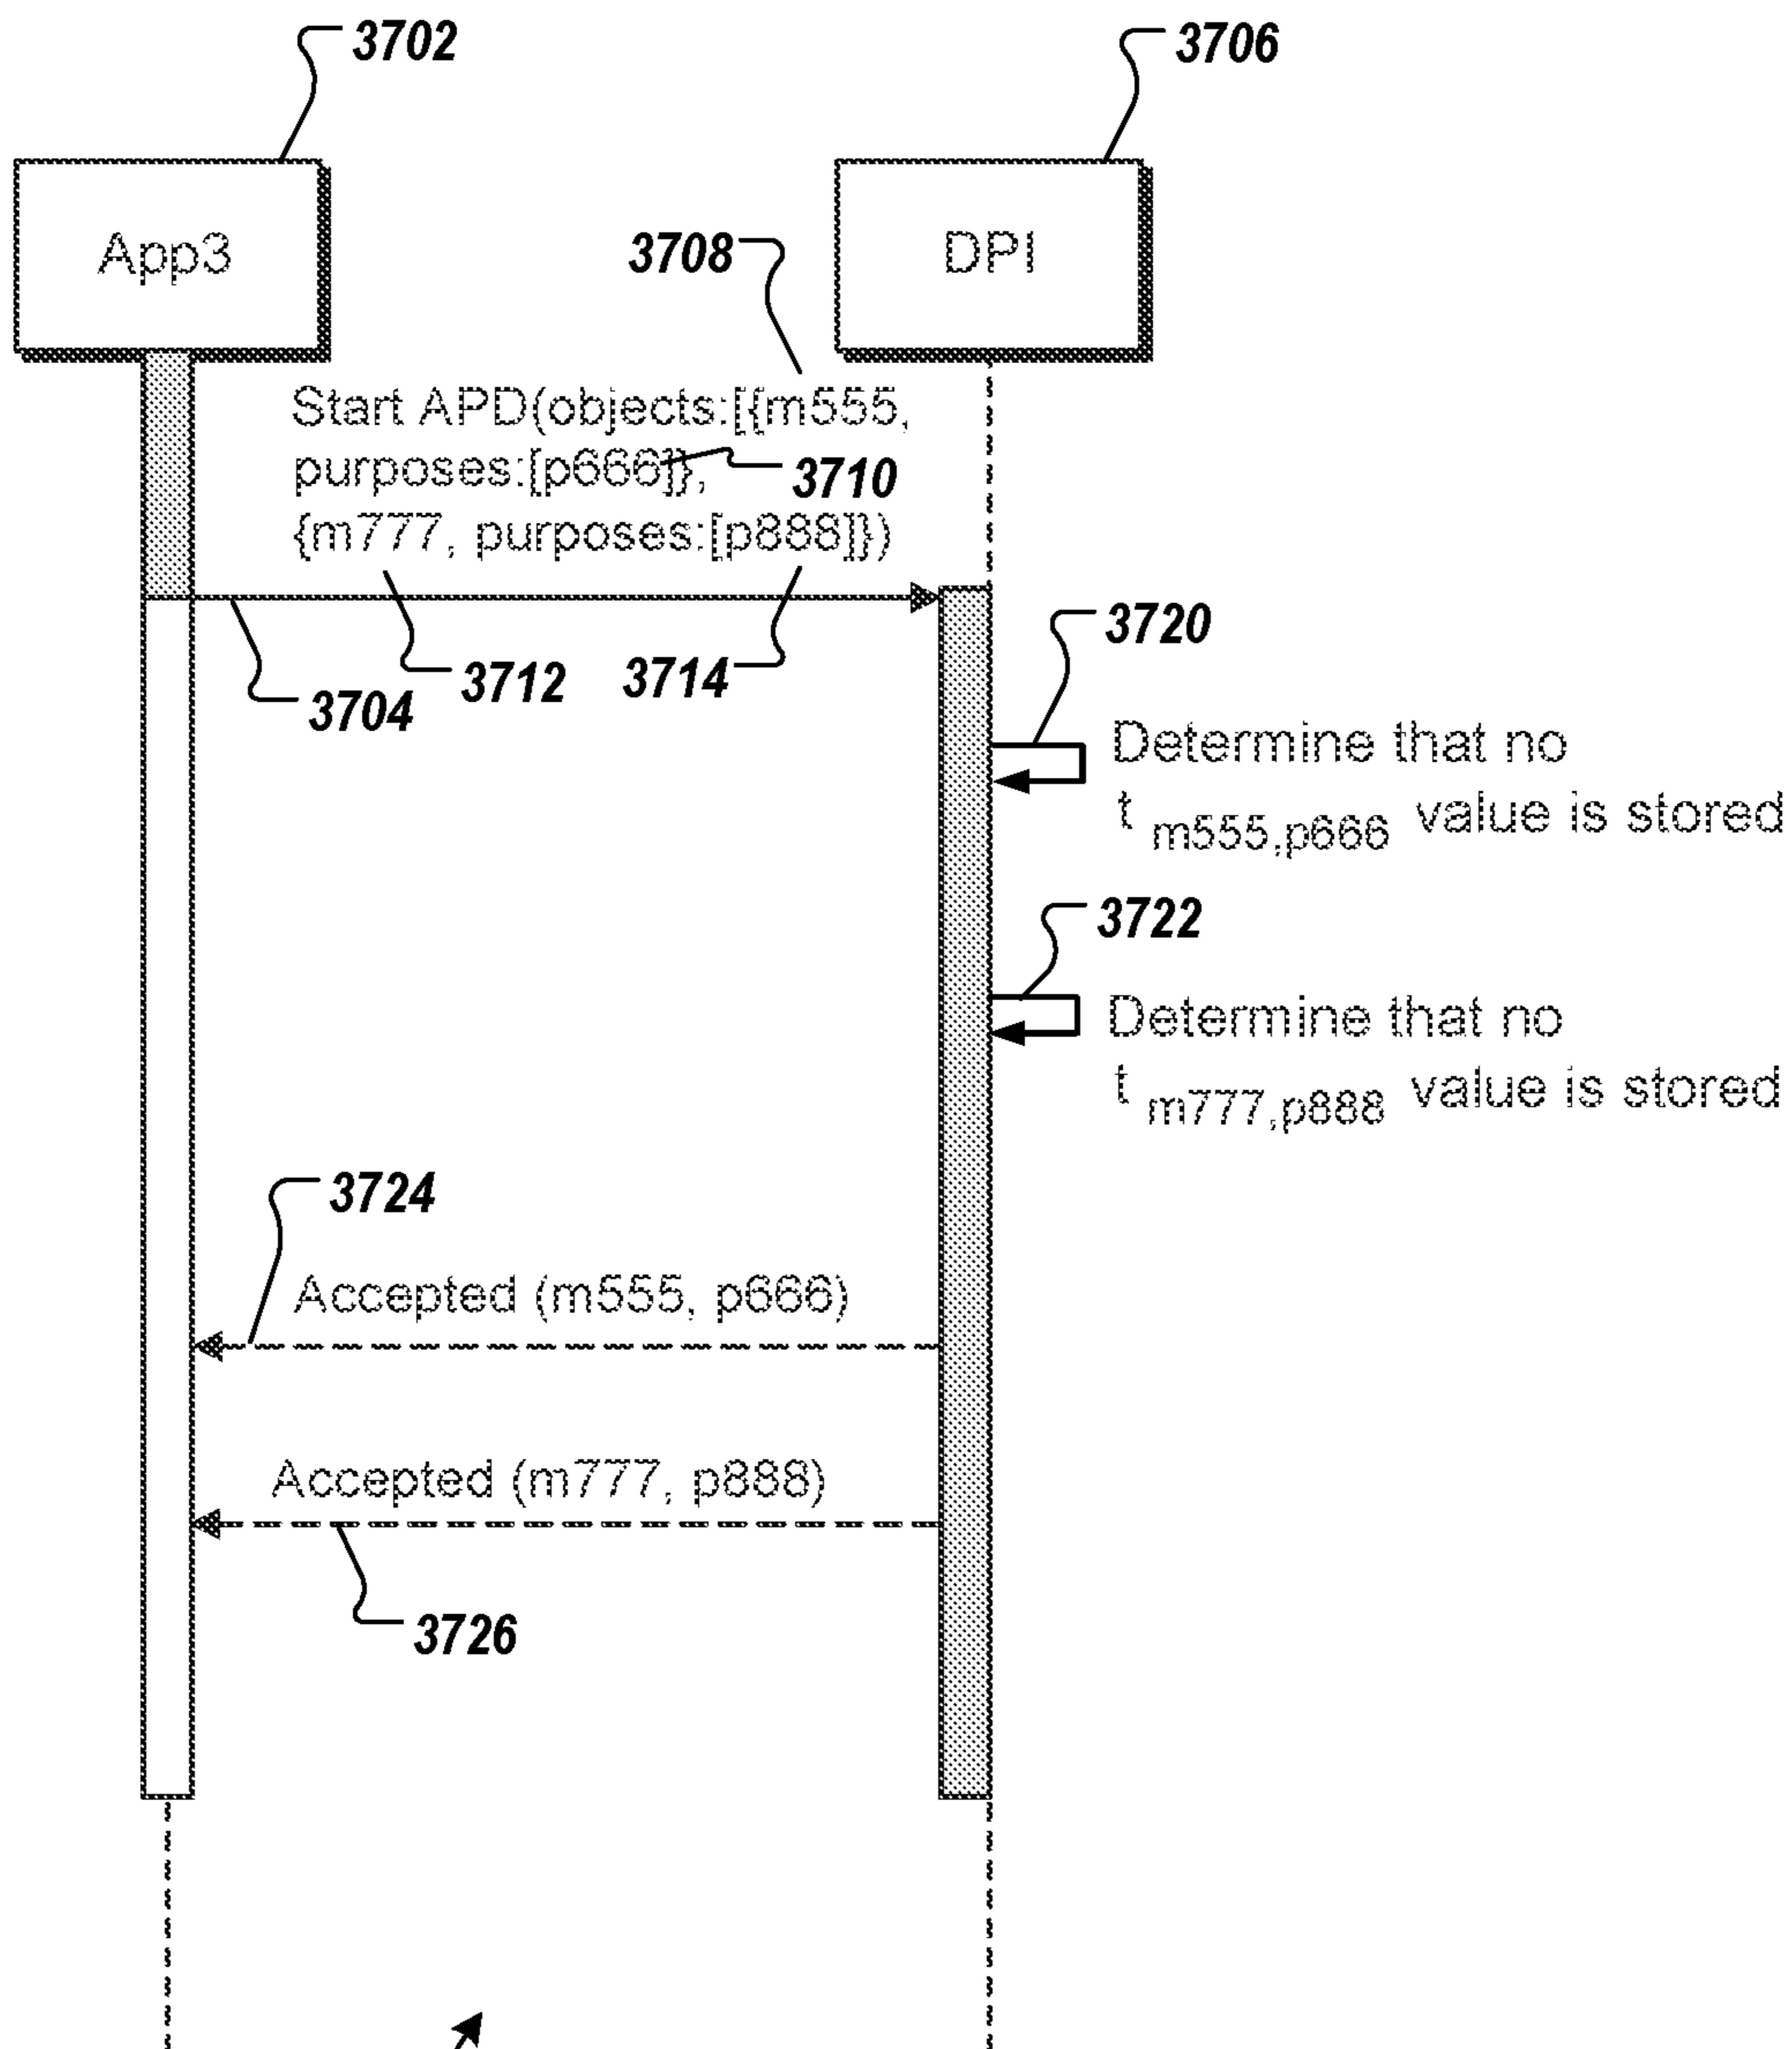 3702
3706
App3
3708
DPI
Start APD(objects:[{m555,
purposes:[p666]},
3710
{m777, purposes:[p888]})
3720
3712
3714
3704
Determine that no
t m555,p666 value is stored
3722
Determine that no
t m777,p888 value is stored
3724
Accepted (m555, p666)
Accepted (m777, p888)
3726